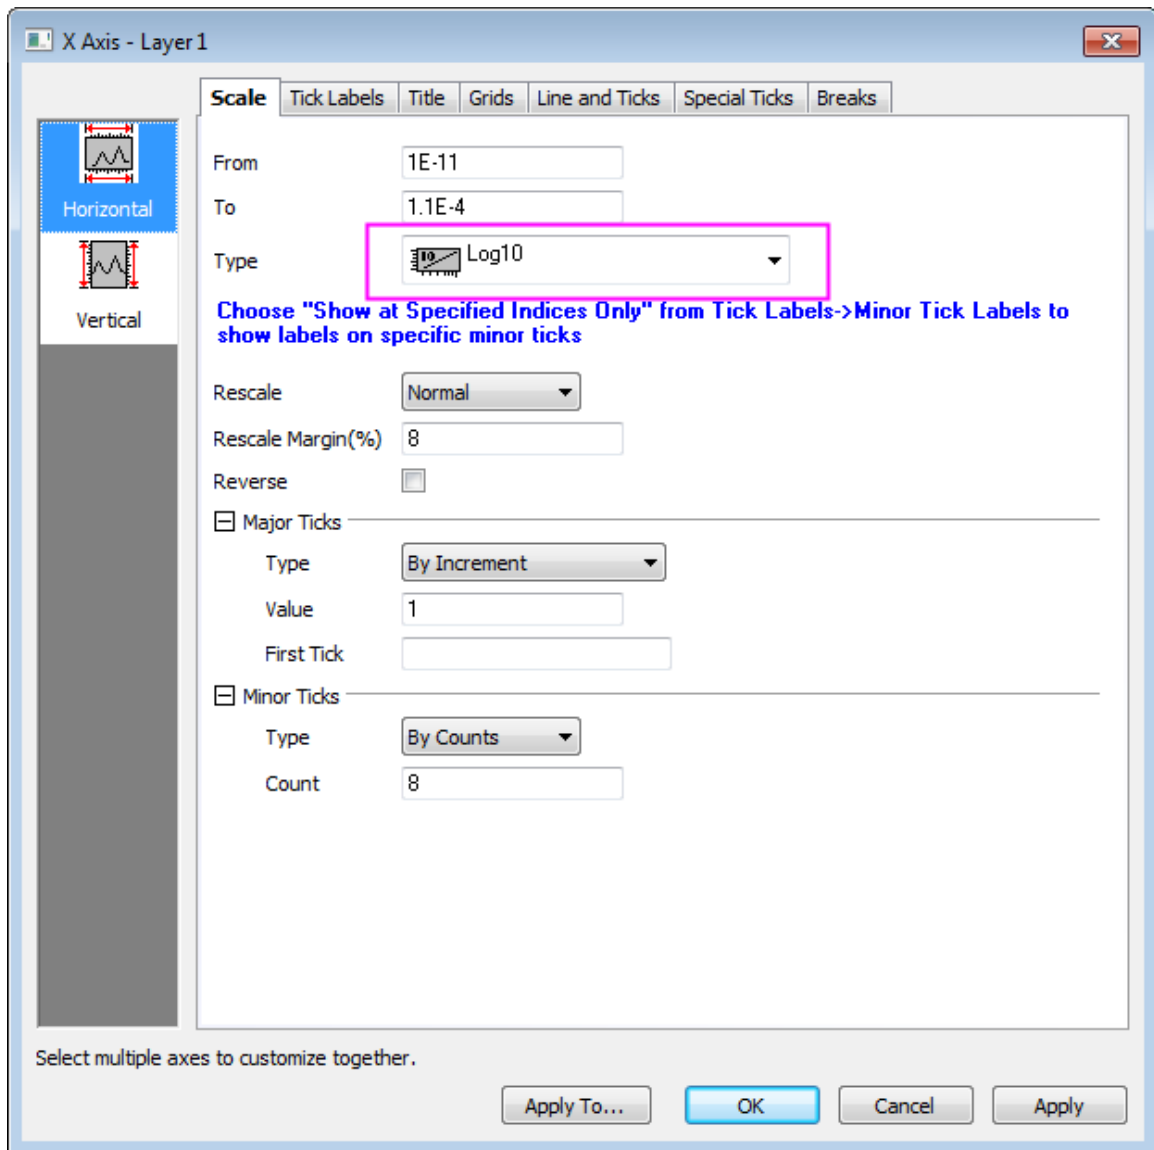 X Axis - Layer 1
Scale Tick Labels Title Grids Line and Ticks Special Ticks Breaks
Horizontal
Vertical
From 1E-11
To 1.1E-4
Type 10 Log10
Choose "Show at Specified Indices Only" from Tick Labels->Minor Tick Labels to
show labels on specific minor ticks
Rescale Normal
Rescale Margin(%) 8
Reverse
Major Ticks
Type By Increment
Value 1
First Tick
Minor Ticks
Type By Counts
Count 8
Select multiple axes to customize together.
Apply To... OK Cancel Apply